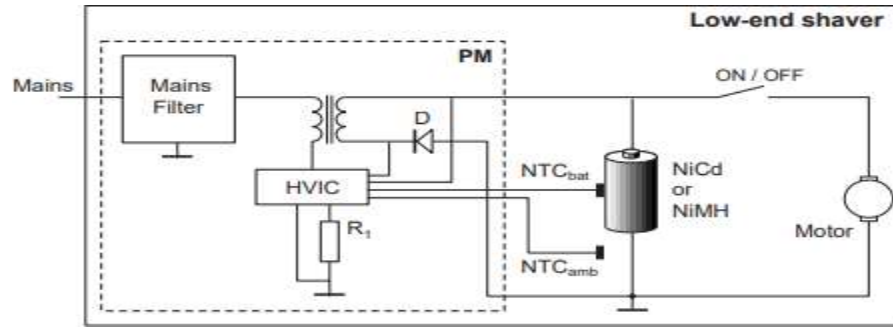 Low-end shaver
PM
ON / OFF
Mains
Mains
Filter
D
HVIC
NTCbat
NiCd
or
NiMH
R1
Motor
NTCamb